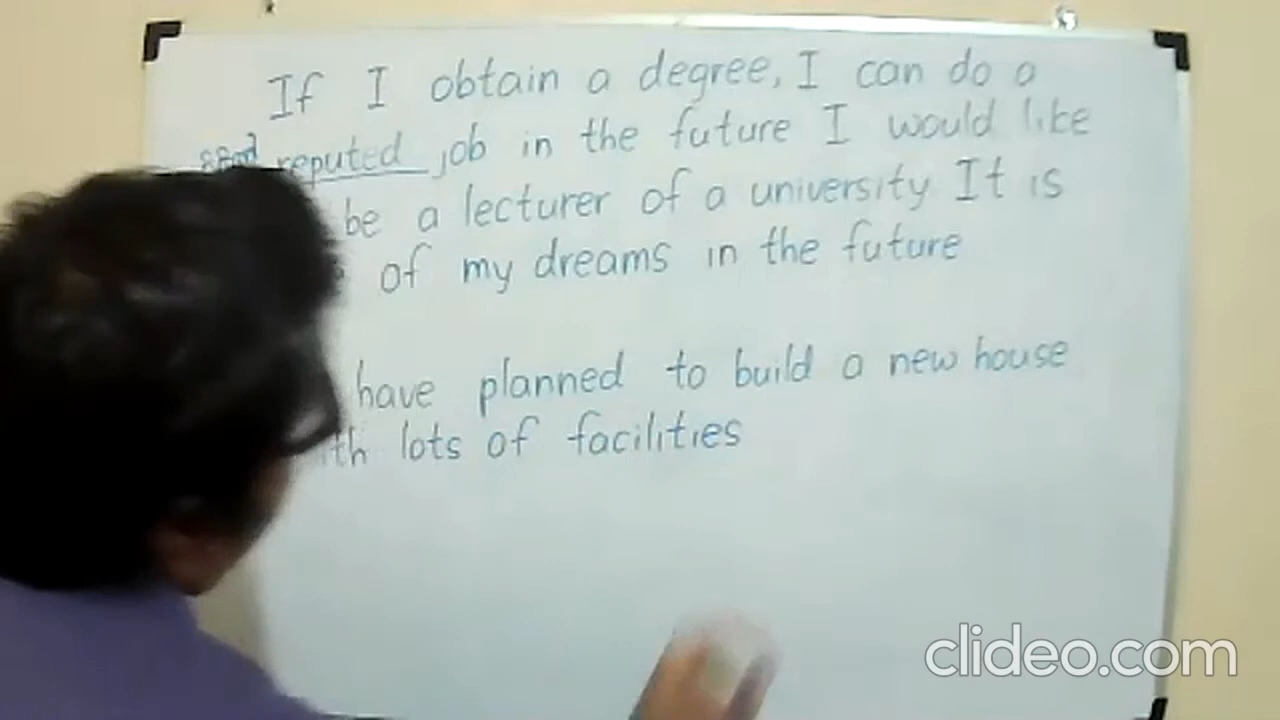 If I obtain a degree, I can do a
good reputed job in the future I would like
be a lecturer of a university It is
of my dreams in the future
have planned to build a new house
lots of facilities
clideo.com